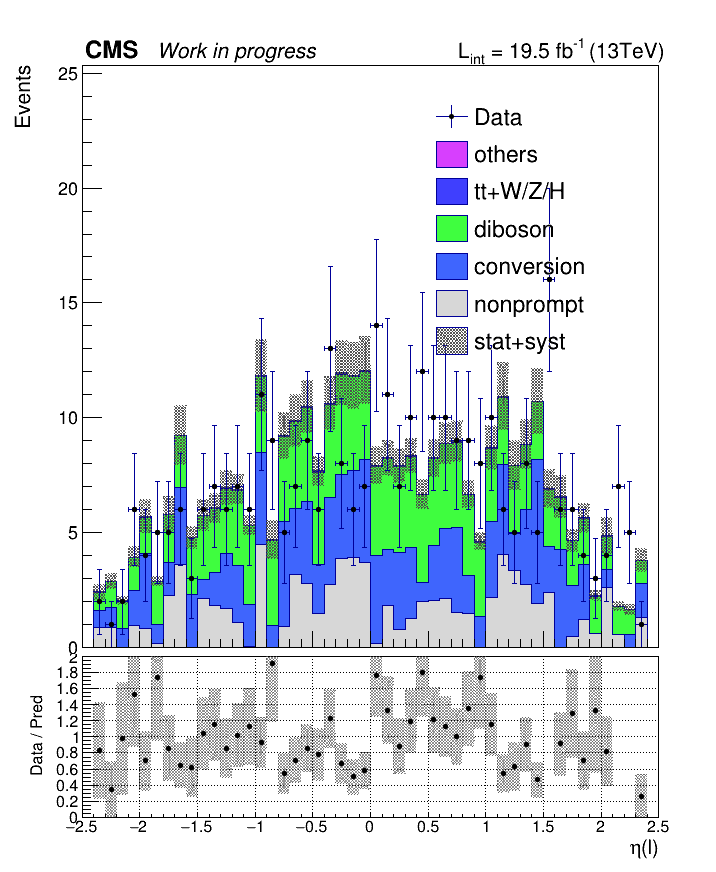 CMS Work in progress L_int = 19.5 fb^-1 (13TeV)
Events
25
20
15
10
5
0
Data
others
tt+W/Z/H
diboson
conversion
nonprompt
stat+syst
Data / Pred
2
1.8
1.6
1.4
1.2
1
0.8
0.6
0.4
0.2
0
−2.5 −2 −1.5 −1 −0.5 0 0.5 1 1.5 2 2.5
η(l)